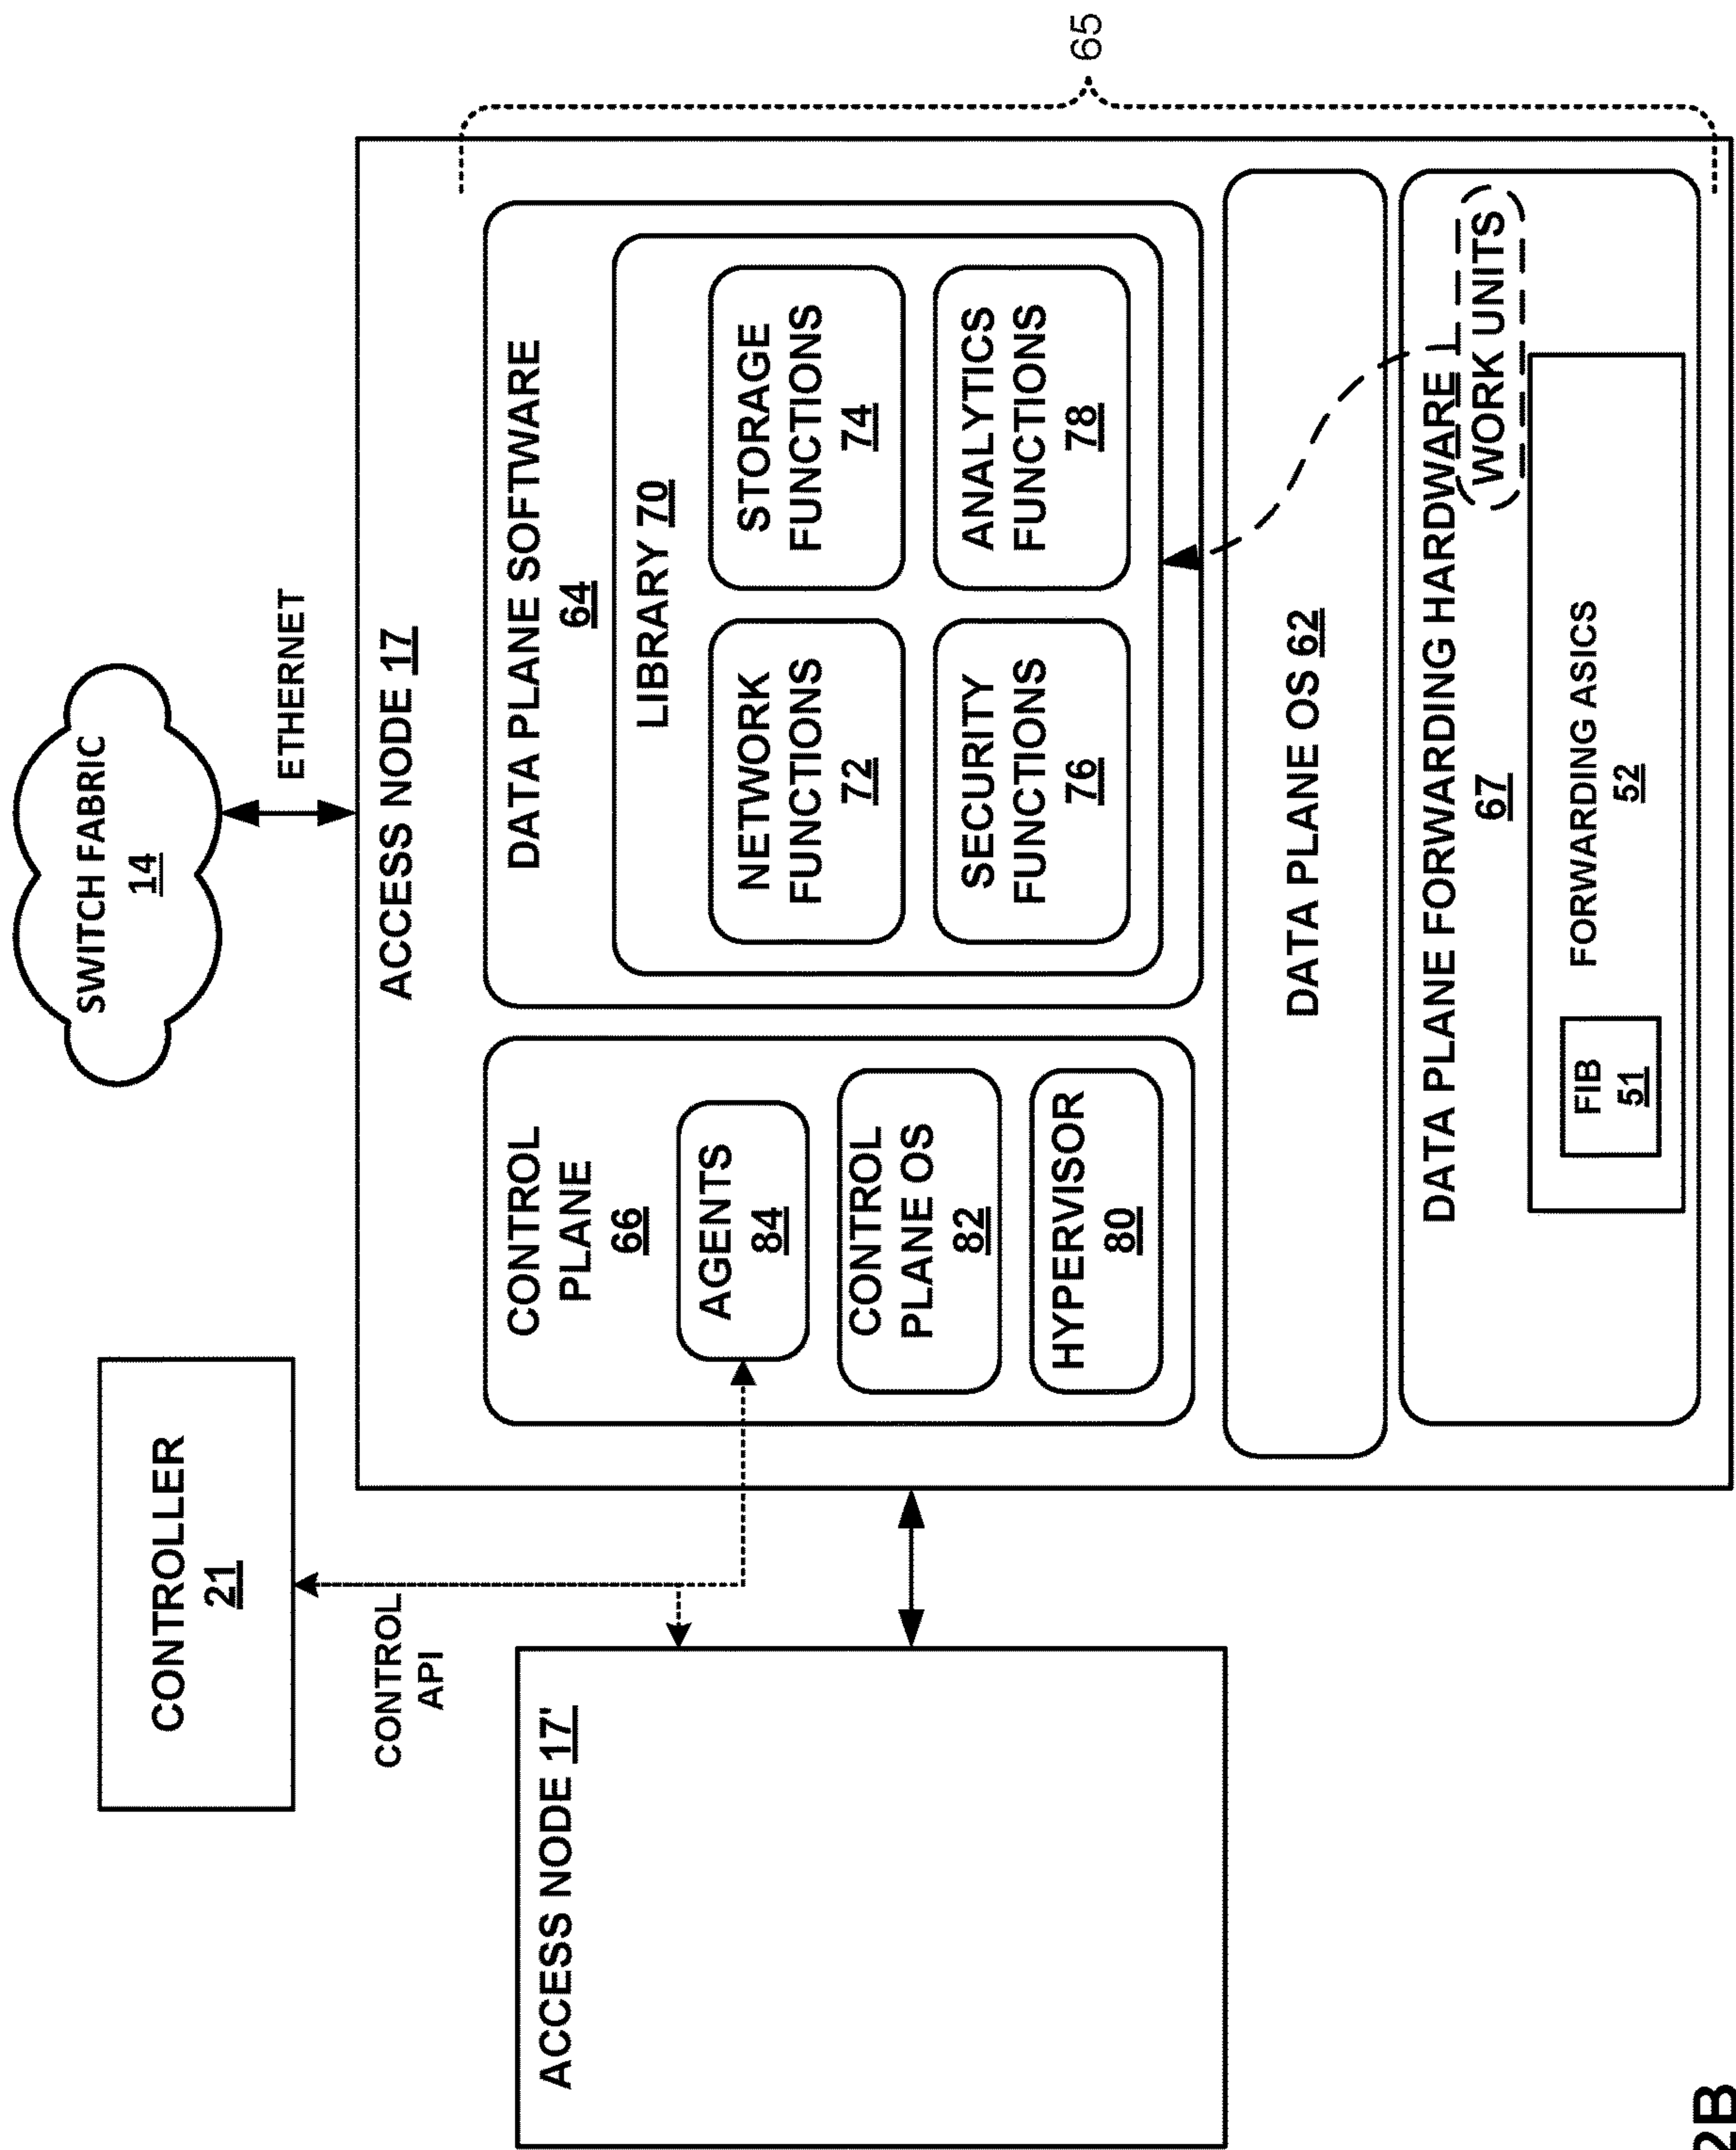 SWITCH FABRIC
14
ETHERNET
CONTROLLER
21
CONTROL
API
ACCESS NODE 17'
ACCESS NODE 17
CONTROL
PLANE
66
AGENTS
84
CONTROL
PLANE OS
82
HYPERVISOR
80
DATA PLANE SOFTWARE
64
LIBRARY 70
NETWORK
FUNCTIONS
72
STORAGE
FUNCTIONS
74
SECURITY
FUNCTIONS
76
ANALYTICS
FUNCTIONS
78
DATA PLANE OS 62
DATA PLANE FORWARDING HARDWARE
67
WORK UNITS
FIB
51
FORWARDING ASICS
52
65
2B